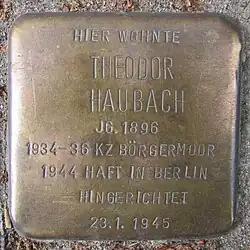 HIER WOHNTE
THEODOR
HAUBACH
JG. 1896
1934-36 KZ BÖRGERMOOR
1944 HAFT IN BERLIN
HINGERICHTET
23.1. 1945